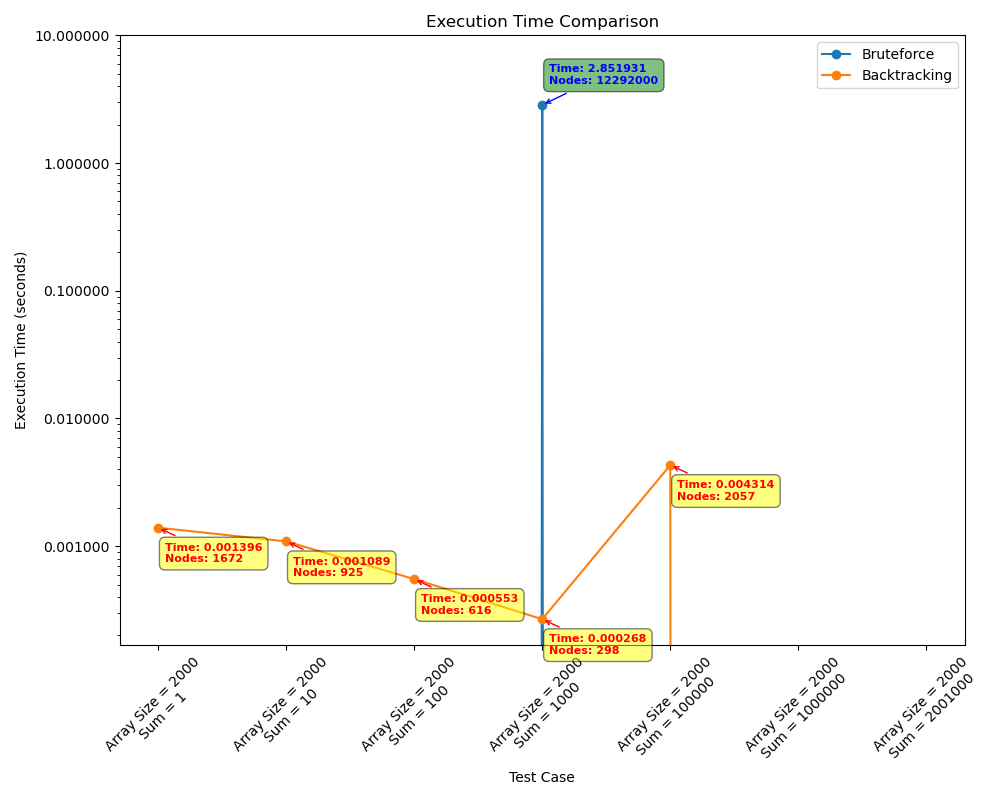 Execution Time Comparison
Bruteforce
Backtracking
Execution Time (seconds)
10.000000
1.000000
0.100000
0.010000
0.001000
Time: 2.851931
Nodes: 12292000
Time: 0.001396
Nodes: 1672
Time: 0.001089
Nodes: 925
Time: 0.000553
Nodes: 616
Time: 0.000268
Nodes: 298
Time: 0.004314
Nodes: 2057
Array Size = 2000
Sum = 1
Array Size = 2000
Sum = 10
Array Size = 2000
Sum = 100
Array Size = 2000
Sum = 1000
Array Size = 2000
Sum = 100000
Array Size = 2000
Sum = 1000000
Array Size = 2000
Sum = 2001000
Test Case